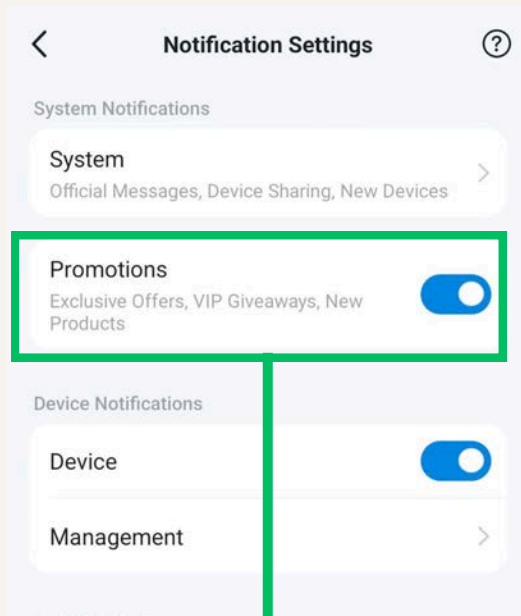 Notification Settings
System Notifications
System
Official Messages, Device Sharing, New Devices
Promotions
Exclusive Offers, VIP Giveaways, New
Products
Device Notifications
Device
Management